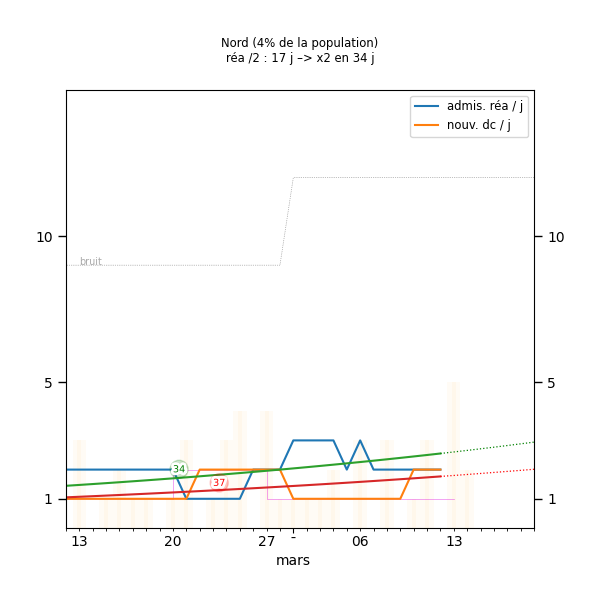 Nord (4% de la population)
réa /2 : 17 j –> x2 en 34 j
admis. réa / j
nouv. dc / j
10
10
bruit
5
5
34
37
1
1
13
20
27
-
06
13
mars